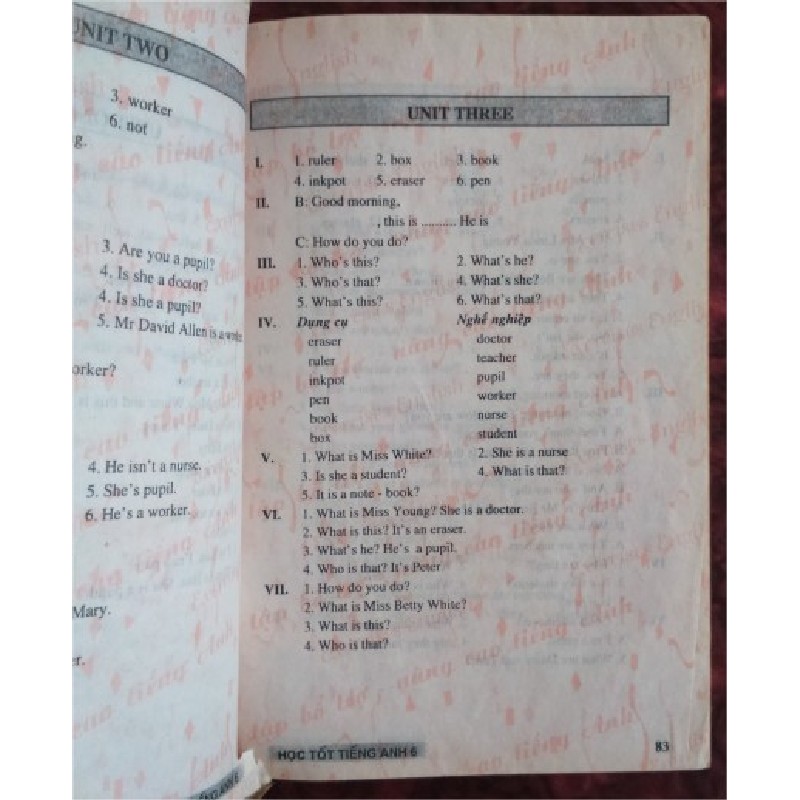 UNIT TWO
3. worker
6. not
g.
3. Are you a pupil?
4. Is she a doctor?
4. Is she a pupil?
5. Mr David Allen is a worke
orker?
4. He isn't a nurse.
5. She's pupil.
6. He's a worker.
Mary.
r.
UNIT THREE
I. 1. ruler 2. box 3. book
4. inkpot 5. eraser 6. pen
II. B: Good morning,
, this is .......... He is
C: How do you do?
III. 1. Who's this? 2. What's he?
3. Who's that? 4. What's she?
5. What's this? 6. What's that?
IV. Dụng cụ Nghề nghiệp
eraser doctor
ruler teacher
inkpot pupil
pen worker
book nurse
box student
V. 1. What is Miss White? 2. She is a nurse
3. Is she a student? 4. What is that?
5. It is a note - book?
VI. 1. What is Miss Young? She is a doctor.
2. What is this? It's an eraser.
3. What's he? He's a pupil.
4. Who is that? It's Peter
VII. 1. How do you do?
2. What is Miss Betty White?
3. What is this?
4. Who is that?
HỌC TỐT TIẾNG ANH 6
83